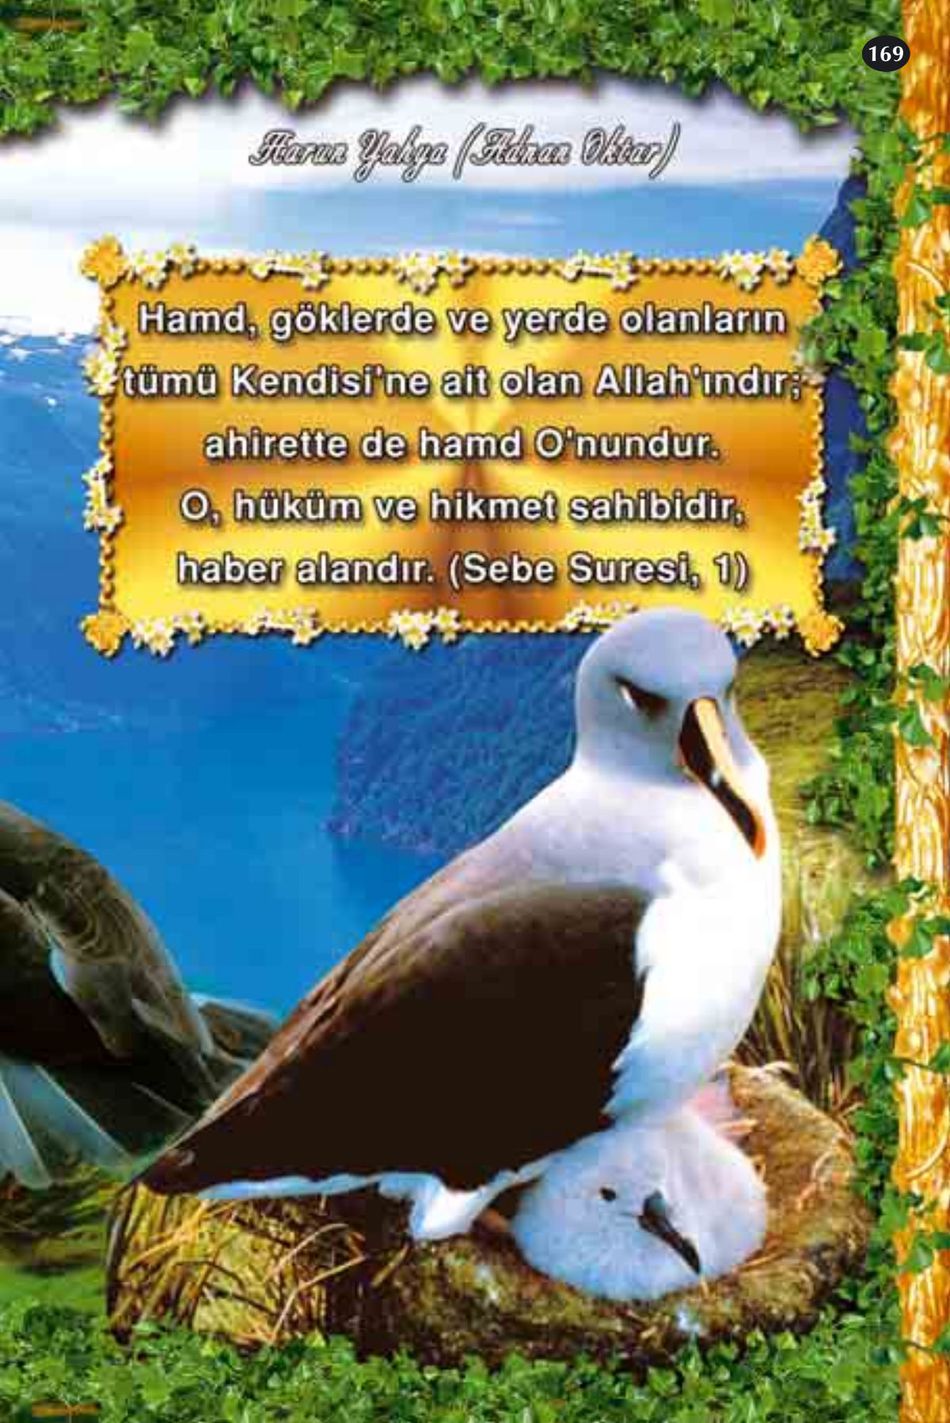 169
Harun Yahya (Adnan Oktar)
Hamd, göklerde ve yerde olanların
tümü Kendisi'ne ait olan Allah'ındır;
ahirette de hamd O'nundur.
O, hüküm ve hikmet sahibidir,
haber alandır. (Sebe Suresi, 1)